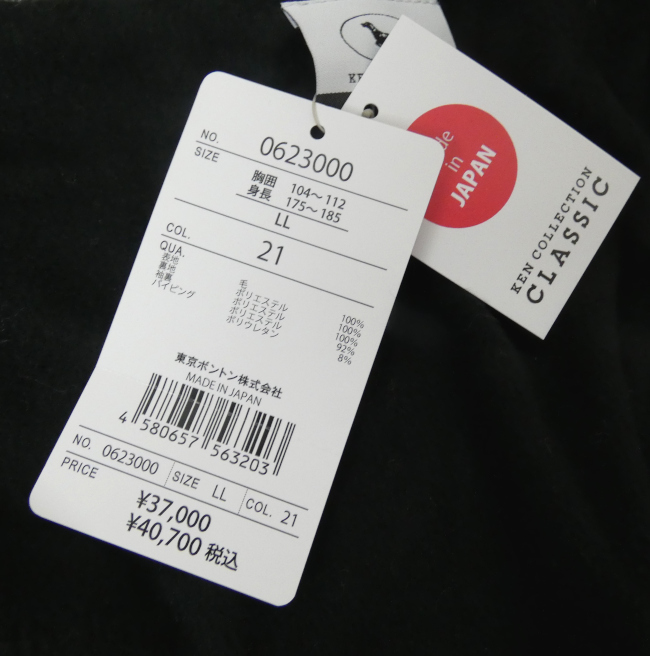 NO. 0623000
SIZE
胸囲 104～112
身長 175～185
LL
COL. 21
QUA.
表地 毛 100%
裏地 ポリエステル 100%
袖裏 ポリエステル 100%
パイピング ポリエステル 92%
ポリウレタン 8%
東京ボントン株式会社
MADE IN JAPAN
4 580657 563203
NO. 0623000 SIZE LL COL. 21
PRICE
¥37,000
¥40,700 税込
in
JAPAN
KEN COLLECTION
CLASSIC